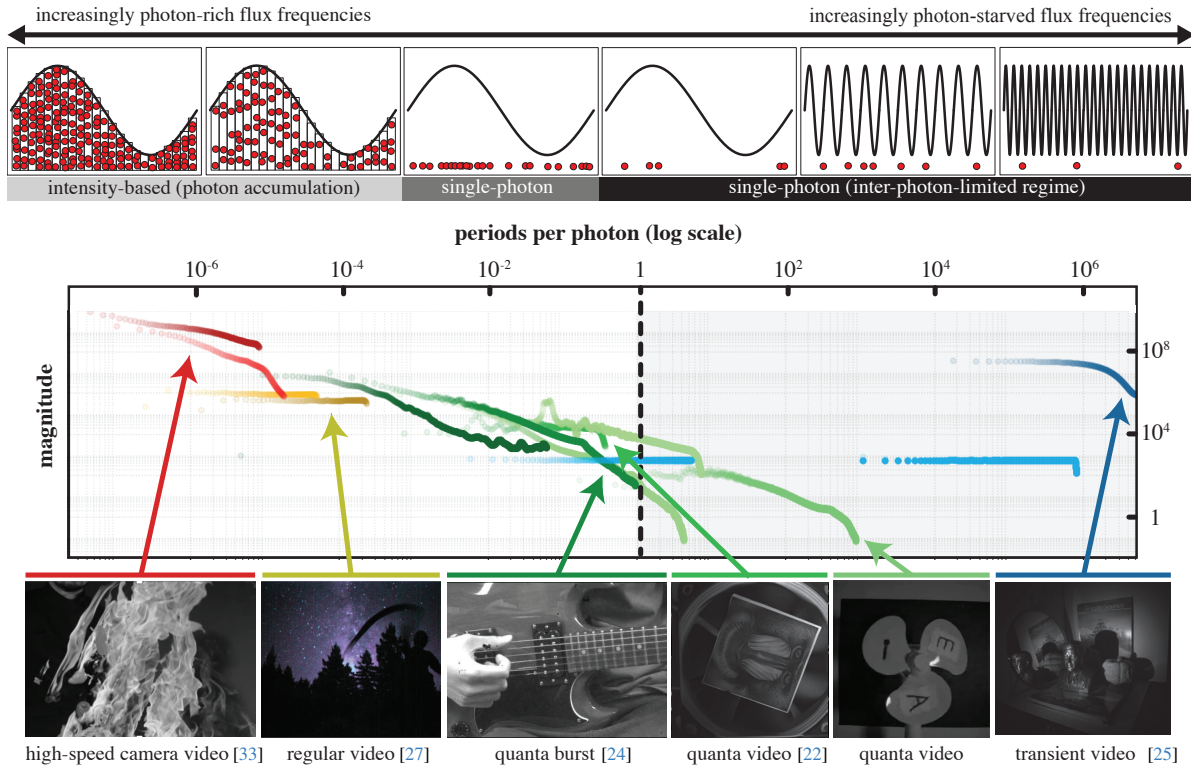 increasingly photon-rich flux frequencies
increasingly photon-starved flux frequencies
intensity-based (photon accumulation)
single-photon
single-photon (inter-photon-limited regime)
periods per photon (log scale)
10-6
10-4
10-2
1
102
104
106
magnitude
108
104
1
E
I
A
high-speed camera video [33]
regular video [27]
quanta burst [24]
quanta video [22]
quanta video
transient video [25]